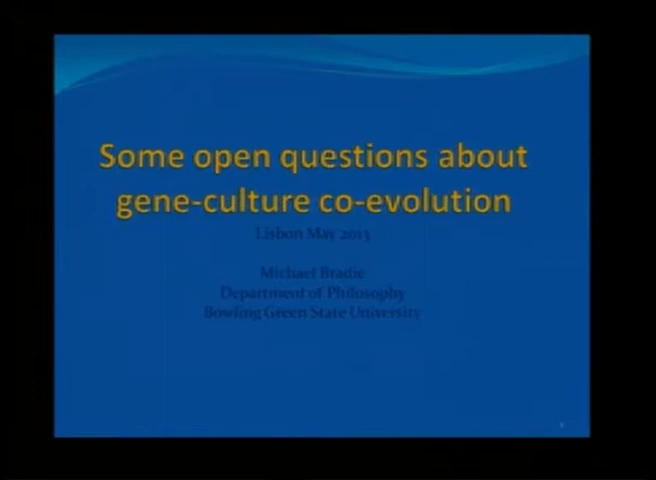 Some open questions about
gene-culture co-evolution
Lisbon May 2013
Michael Bradie
Department of Philosophy
Bowling Green State University